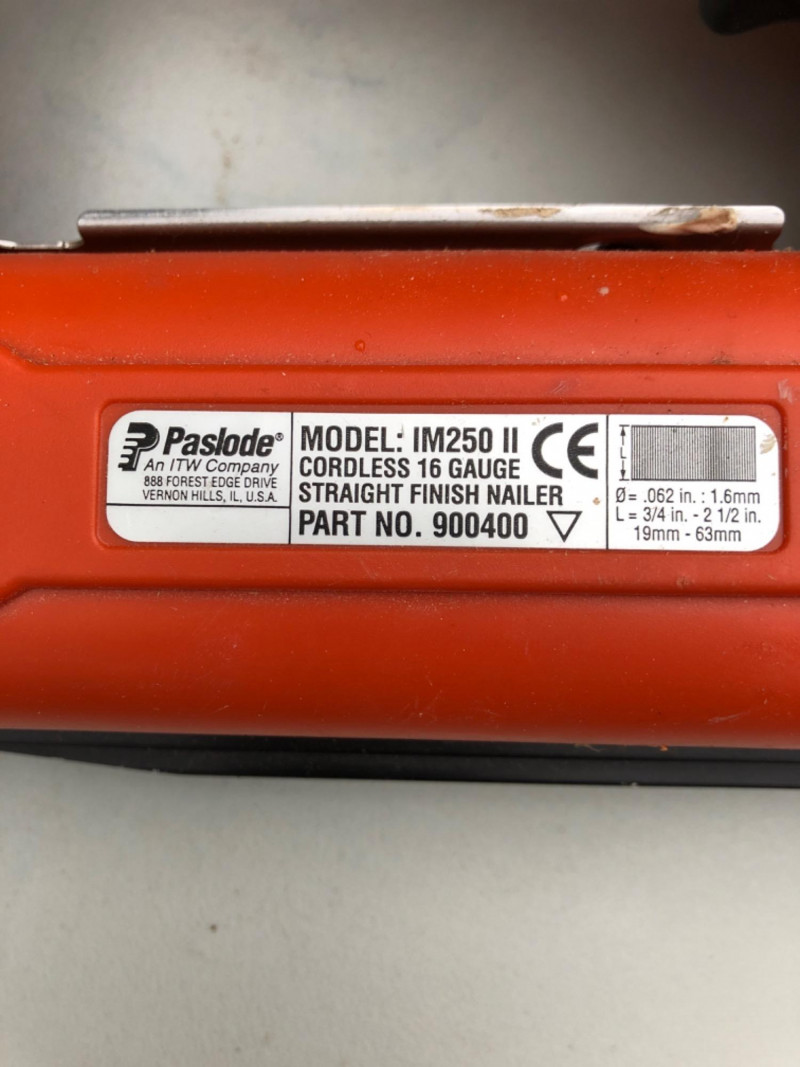 Paslode®
An ITW Company
888 FOREST EDGE DRIVE
VERNON HILLS, IL, U.S.A.
MODEL: IM250 II
CORDLESS 16 GAUGE
STRAIGHT FINISH NAILER
PART NO. 900400
CE
L
Ø= .062 in. : 1.6mm
L = 3/4 in. - 2 1/2 in.
19mm - 63mm